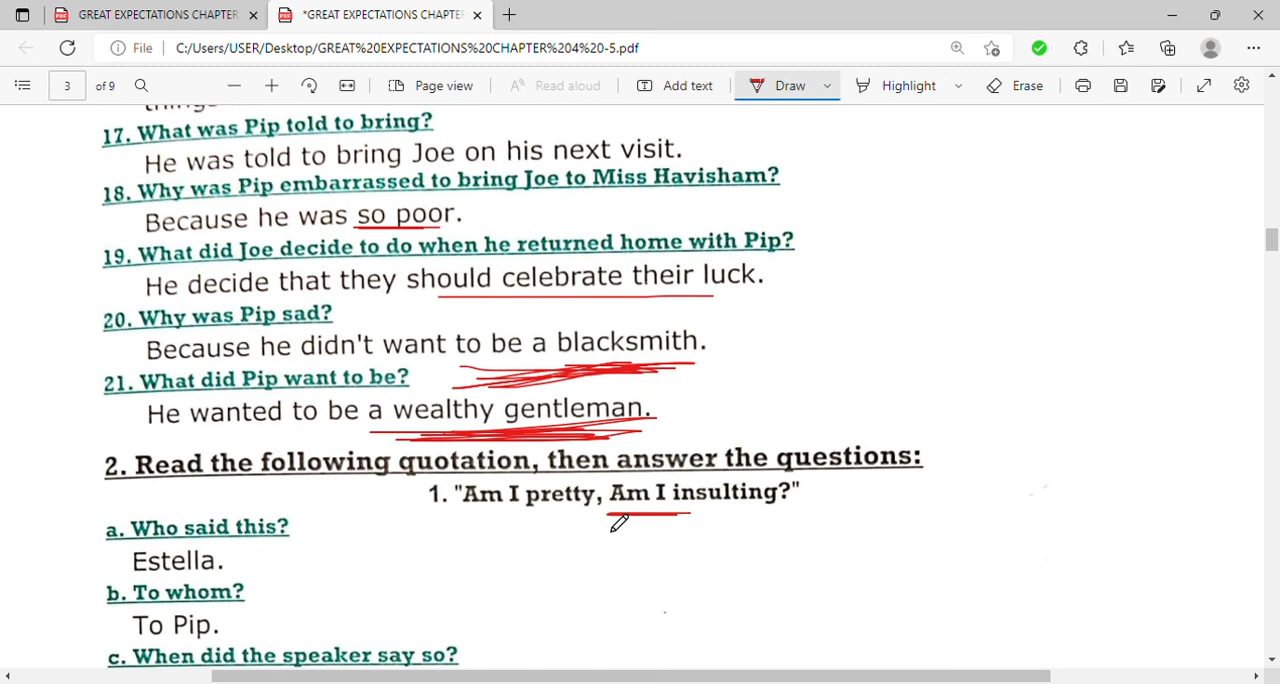 GREAT EXPECTATIONS CHAPTER
*GREAT EXPECTATIONS CHAPTE
File
C:/Users/USER/Desktop/GREAT%20EXPECTATIONS%20CHAPTER%204%20-5.pdf
3 of 9
Page view
Read aloud
Add text
Draw
Highlight
Erase
things
17. What was Pip told to bring?
He was told to bring Joe on his next visit.
18. Why was Pip embarrassed to bring Joe to Miss Havisham?
Because he was so poor.
19. What did Joe decide to do when he returned home with Pip?
He decide that they should celebrate their luck.
20. Why was Pip sad?
Because he didn't want to be a blacksmith.
21. What did Pip want to be?
He wanted to be a wealthy gentleman.
2. Read the following quotation, then answer the questions:
1. "Am I pretty, Am I insulting?"
a. Who said this?
Estella.
b. To whom?
To Pip.
c. When did the speaker say so?